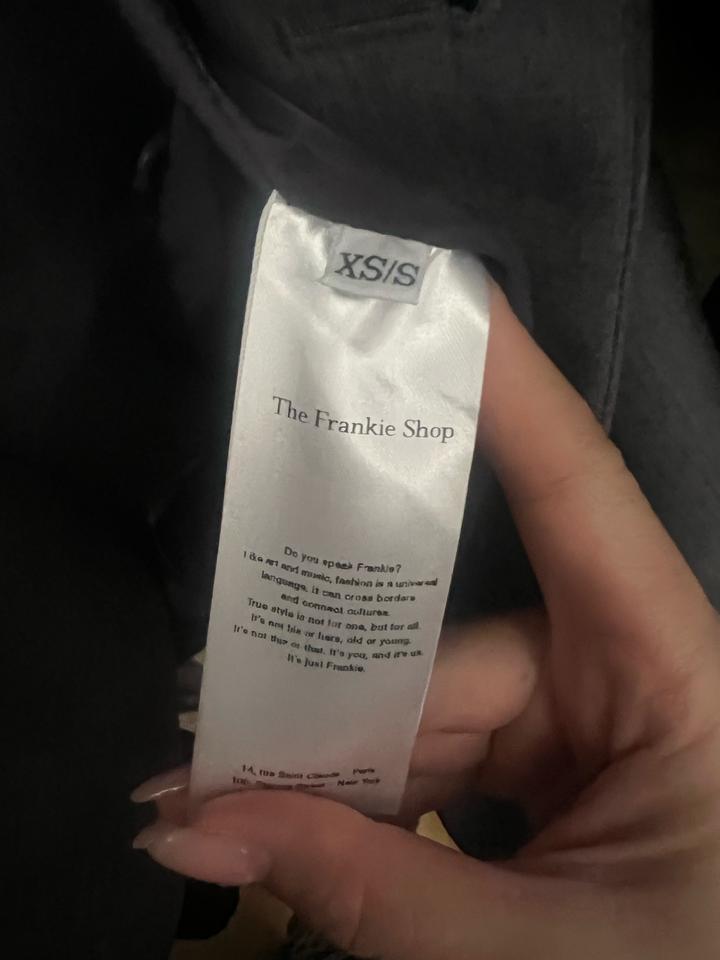 XS/S
The Frankie Shop
Do you speak Frankie?
Like art and music, fashion is a universal
language, it can cross borders
and connect cultures.
True style is not for one, but for all.
It's not his or hers, old or young.
It's not this or that. It's you, and it's us.
It's just Frankie.
14, rue Saint Claude Paris
New York